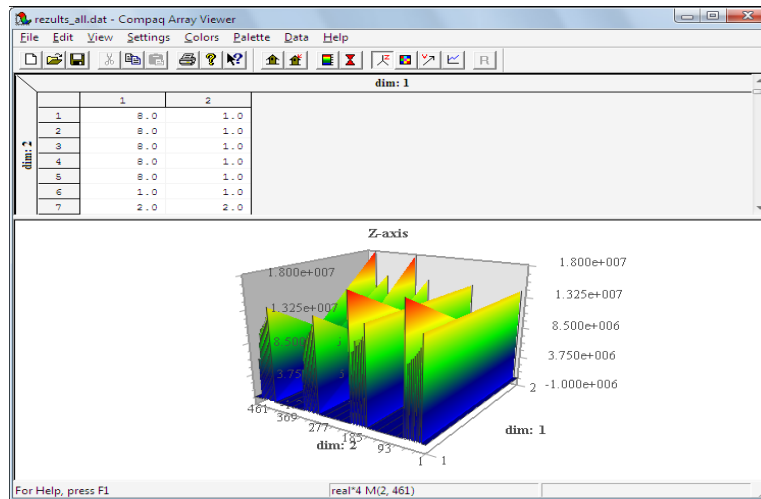 rezults_all.dat - Compaq Array Viewer
File Edit View Settings Colors Palette Data Help
R
dim: 1
dim: 2
1 2
1 8.0 1.0
2 8.0 1.0
3 8.0 1.0
4 8.0 1.0
5 8.0 1.0
6 1.0 1.0
7 2.0 2.0
Z-axis
1.800e+007
1.325e+007
8.500e+006
3.750e+006
-1.000e+006
1.800e+007
1.325e+007
461
369
277
185
93
1
dim: 2
1
2
dim: 1
For Help, press F1
real*4 M(2, 461)